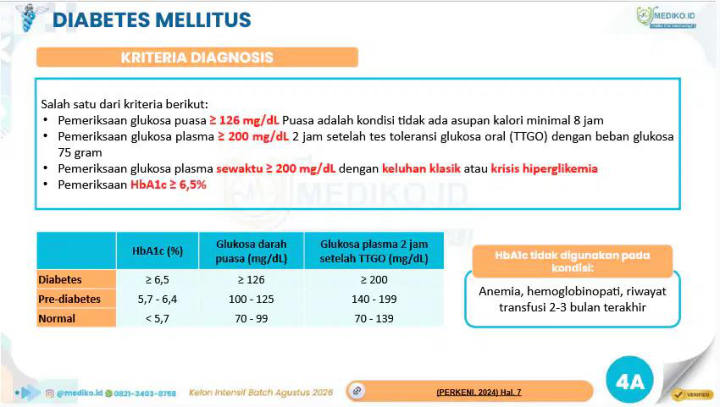 DIABETES MELLITUS
MEDIKO.ID
KRITERIA DIAGNOSIS
Salah satu dari kriteria berikut:
• Pemeriksaan glukosa puasa ≥ 126 mg/dL Puasa adalah kondisi tidak ada asupan kalori minimal 8 jam
• Pemeriksaan glukosa plasma ≥ 200 mg/dL 2 jam setelah tes toleransi glukosa oral (TTGO) dengan beban glukosa
75 gram
• Pemeriksaan glukosa plasma sewaktu ≥ 200 mg/dL dengan keluhan klasik atau krisis hiperglikemia
• Pemeriksaan HbA1c ≥ 6,5%
MEDIKO.ID
HbA1c (%) Glukosa darah puasa (mg/dL) Glukosa plasma 2 jam setelah TTGO (mg/dL)
Diabetes ≥ 6,5 ≥ 126 ≥ 200
Pre-diabetes 5,7 - 6,4 100 - 125 140 - 199
Normal < 5,7 70 - 99 70 - 139
HbA1c tidak digunakan pada
kondisi:
Anemia, hemoglobinopati, riwayat
transfusi 2-3 bulan terakhir
@mediko.id 0821-3403-8758 Kelon Intensif Batch Agustus 2026
(PERKENI, 2024) Hal. 7
4A
VERIFIED